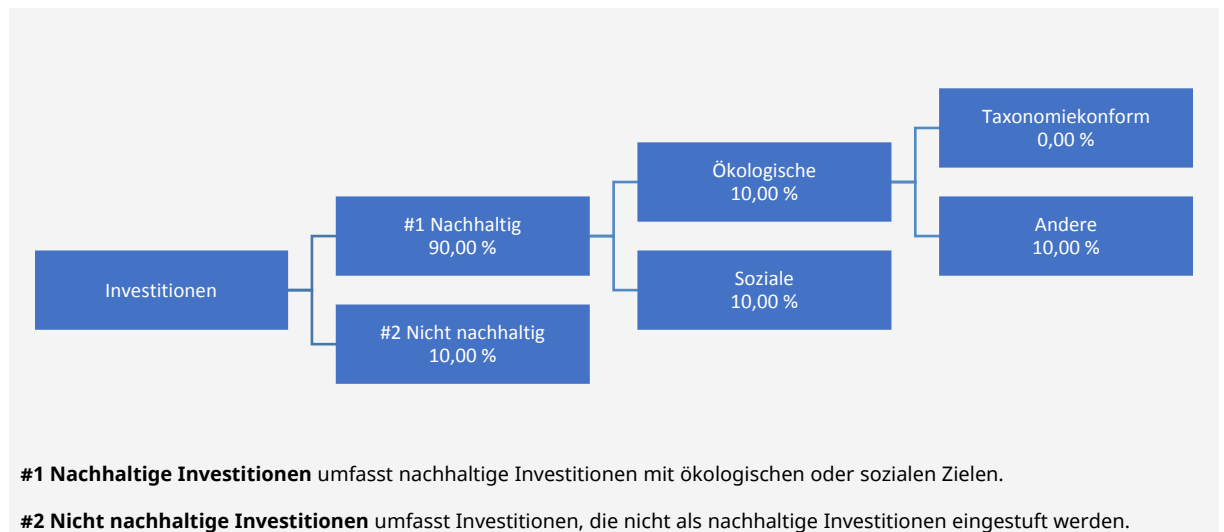 Investitionen
#1 Nachhaltig
90,00 %
#2 Nicht nachhaltig
10,00 %
Ökologische
10,00 %
Soziale
10,00 %
Taxonomiekonform
0,00 %
Andere
10,00 %
#1 Nachhaltige Investitionen umfasst nachhaltige Investitionen mit ökologischen oder sozialen Zielen.
#2 Nicht nachhaltige Investitionen umfasst Investitionen, die nicht als nachhaltige Investitionen eingestuft werden.